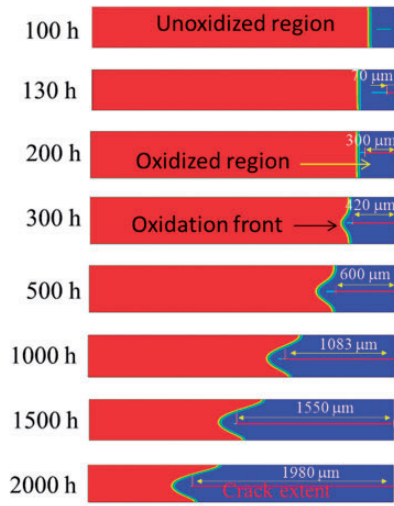 100 h
Unoxidized region
130 h
70 μm
200 h
300 μm
Oxidized region
300 h
420 μm
Oxidation front
500 h
600 μm
1000 h
1083 μm
1500 h
1550 μm
2000 h
1980 μm
Crack extent